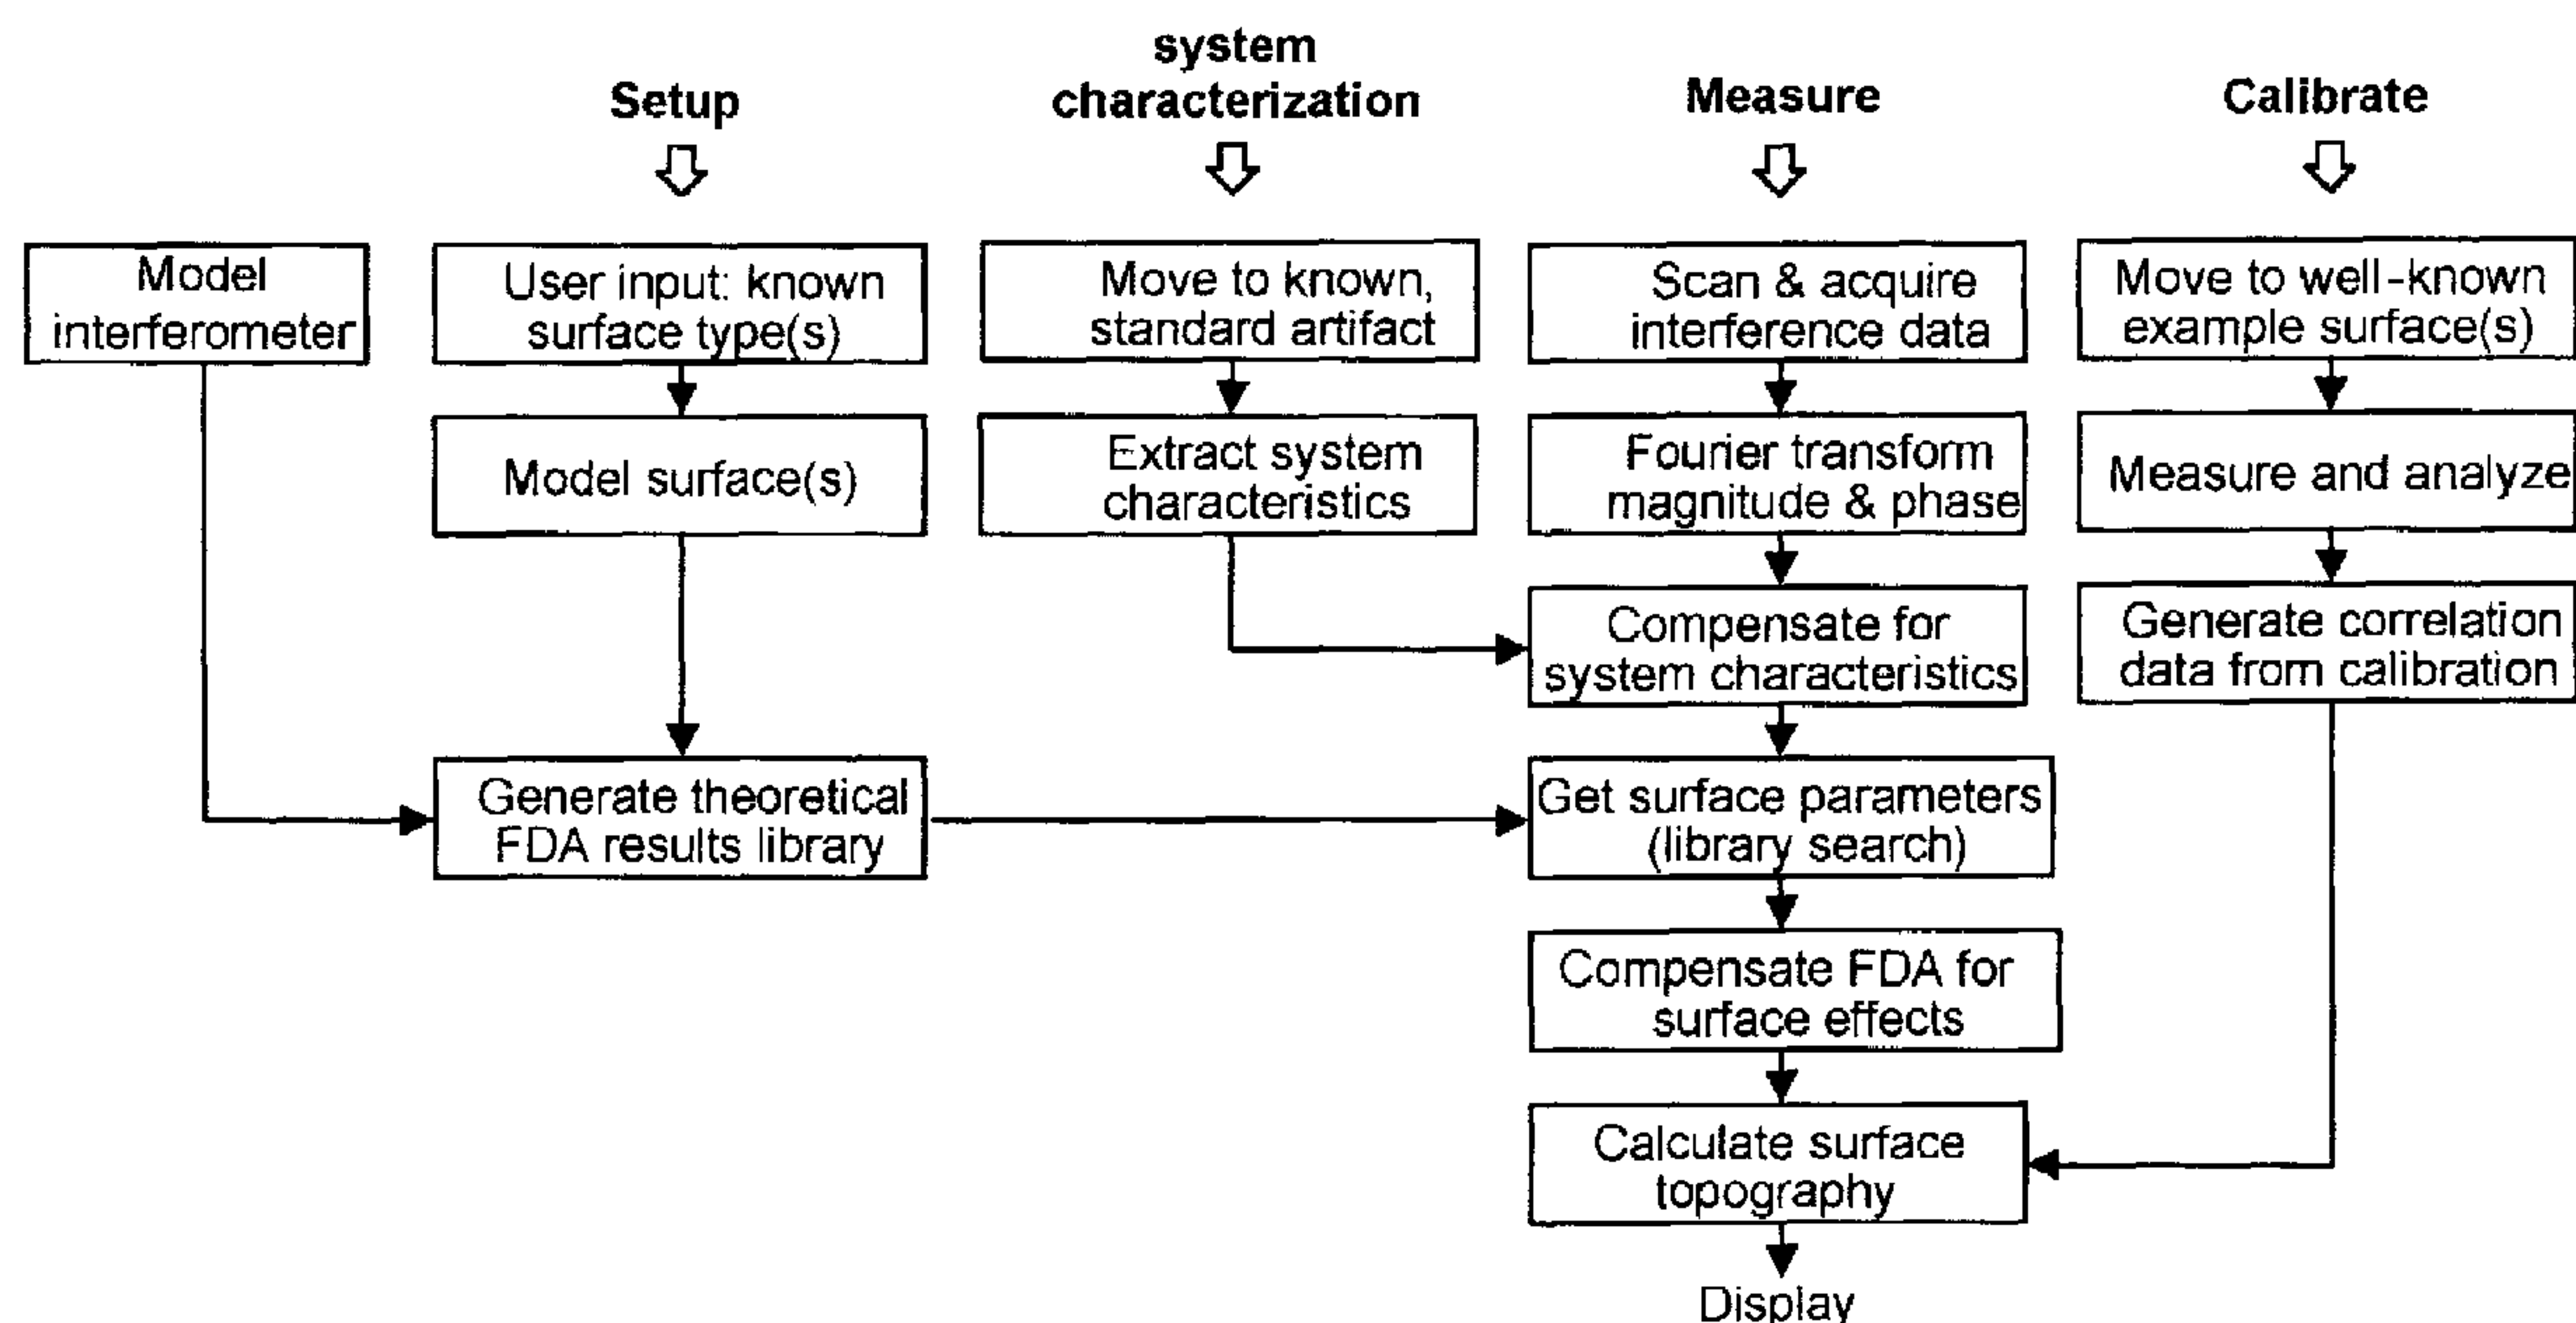 Setup
system
characterization
Measure
Calibrate
Model
interferometer
User input: known
surface type(s)
Model surface(s)
Generate theoretical
FDA results library
Move to known,
standard artifact
Extract system
characteristics
Scan & acquire
interference data
Fourier transform
magnitude & phase
Compensate for
system characteristics
Get surface parameters
(library search)
Compensate FDA for
surface effects
Calculate surface
topography
Display
Move to well-known
example surface(s)
Measure and analyze
Generate correlation
data from calibration